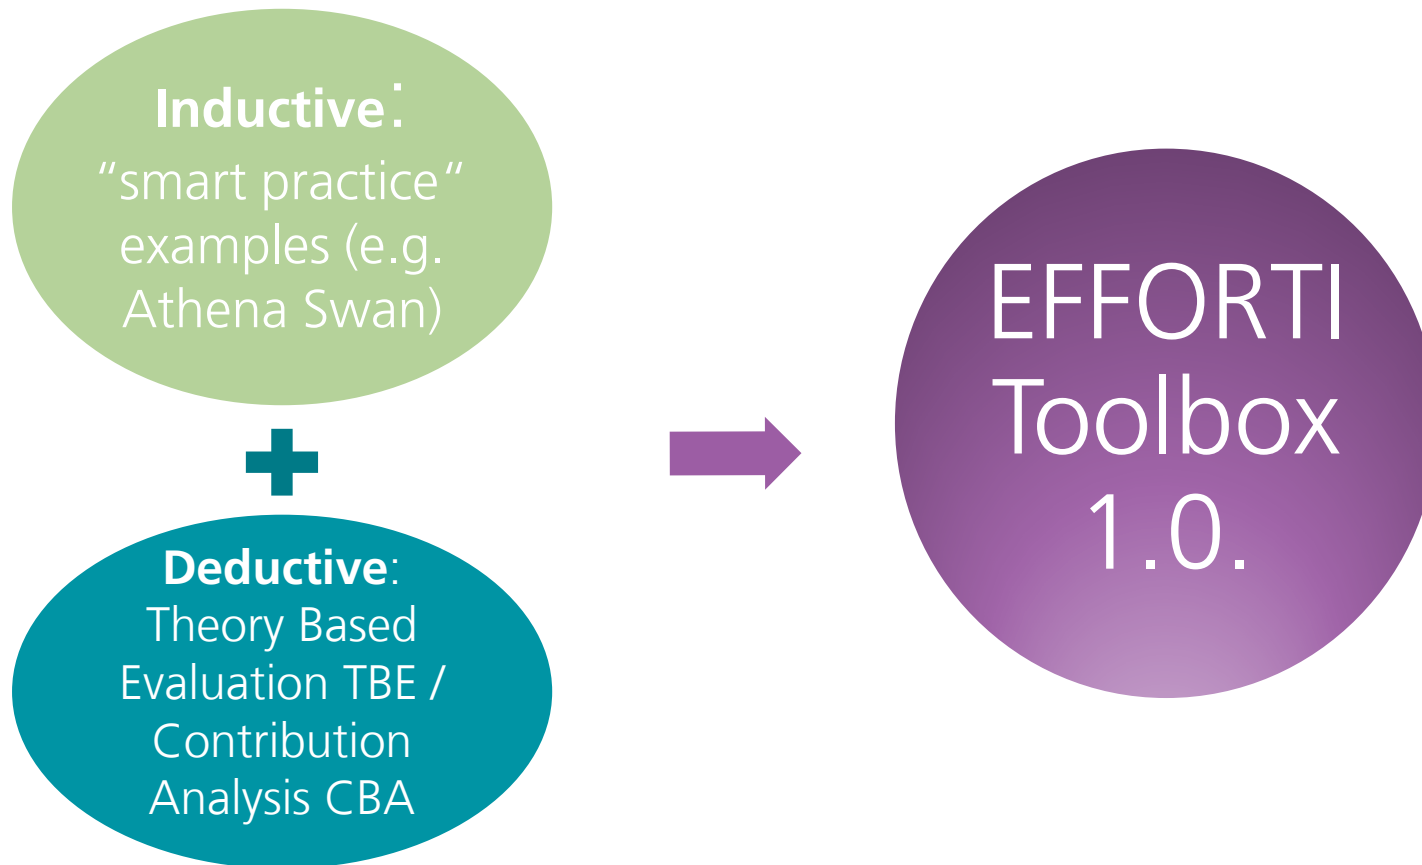 Inductive:
“smart practice“
examples (e.g.
Athena Swan)
Deductive:
Theory Based
Evaluation TBE /
Contribution
Analysis CBA
EFFORTI
Toolbox
1.0.